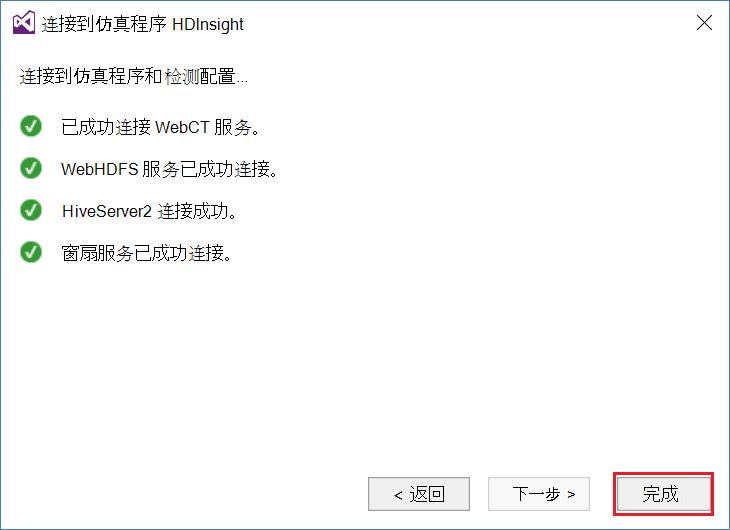 连接到仿真程序 HDInsight
连接到仿真程序和检测配置...
已成功连接 WebCT 服务。
WebHDFS 服务已成功连接。
HiveServer2 连接成功。
窗扇服务已成功连接。
< 返回
下一步 >
完成